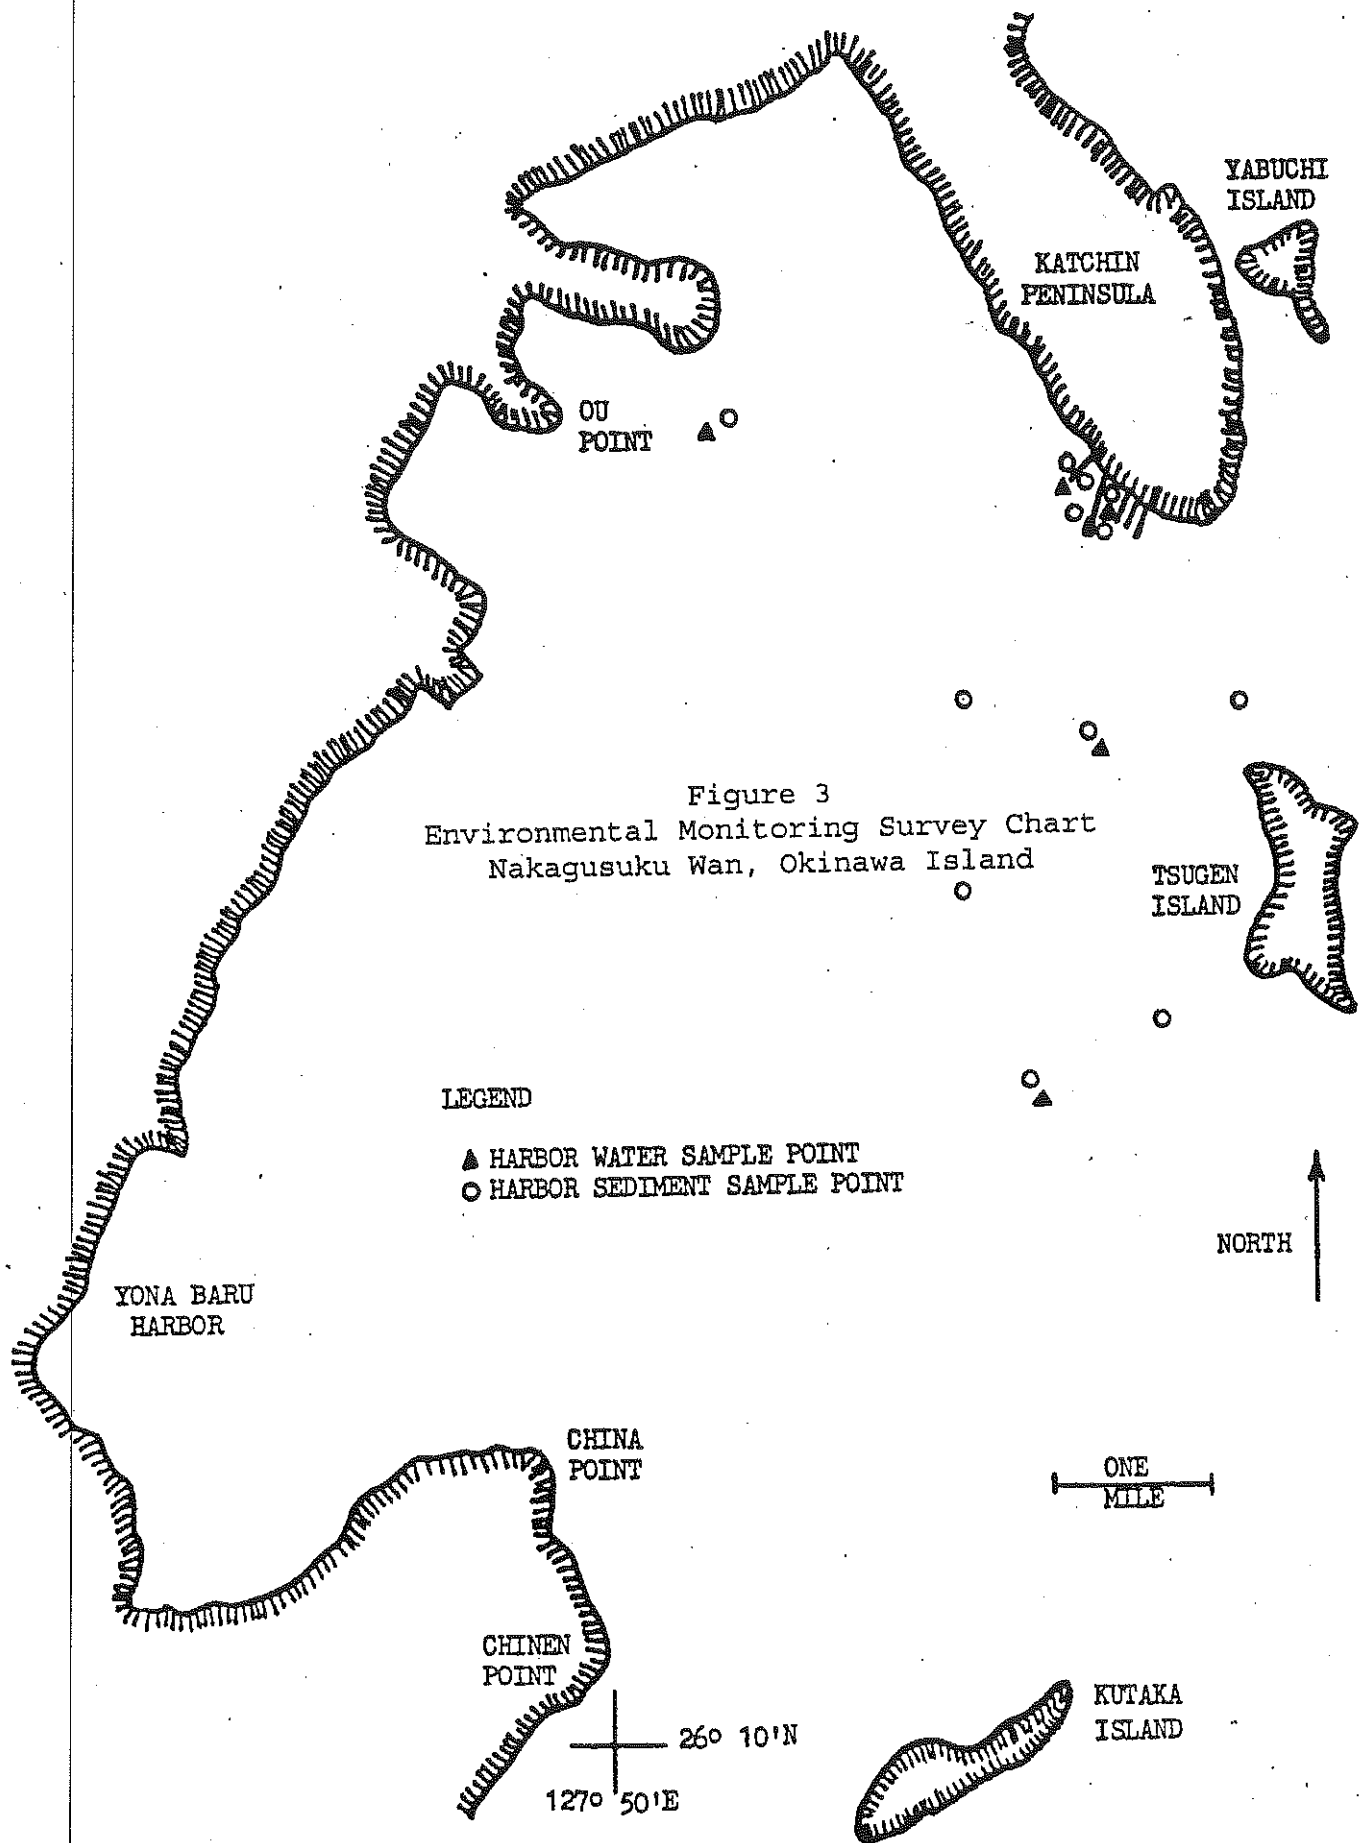 YABUCHI
ISLAND
KATCHIN
PENINSULA
OU
POINT
Figure 3
Environmental Monitoring Survey Chart
Nakagusuku Wan, Okinawa Island
TSUGEN
ISLAND
LEGEND
▲ HARBOR WATER SAMPLE POINT
○ HARBOR SEDIMENT SAMPLE POINT
NORTH
YONA BARU
HARBOR
CHINA
POINT
ONE
MILE
CHINEN
POINT
KUTAKA
ISLAND
26° 10'N
127° 50'E